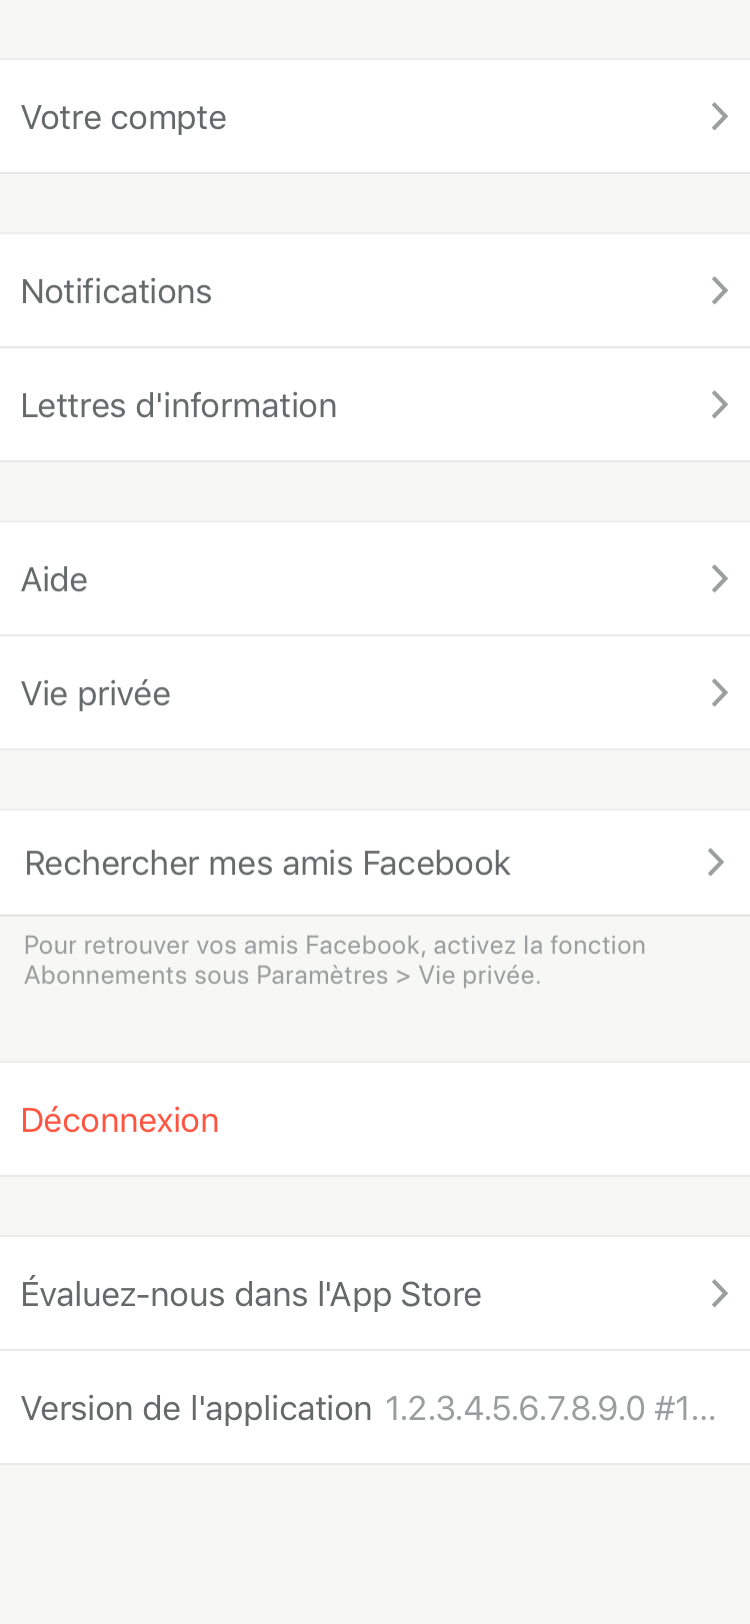 Votre compte
Notifications
Lettres d'information
Aide
Vie privée
Rechercher mes amis Facebook
Pour retrouver vos amis Facebook, activez la fonction
Abonnements sous Paramètres > Vie privée.
Déconnexion
Évaluez-nous dans l'App Store
Version de l'application 1.2.3.4.5.6.7.8.9.0 #1...